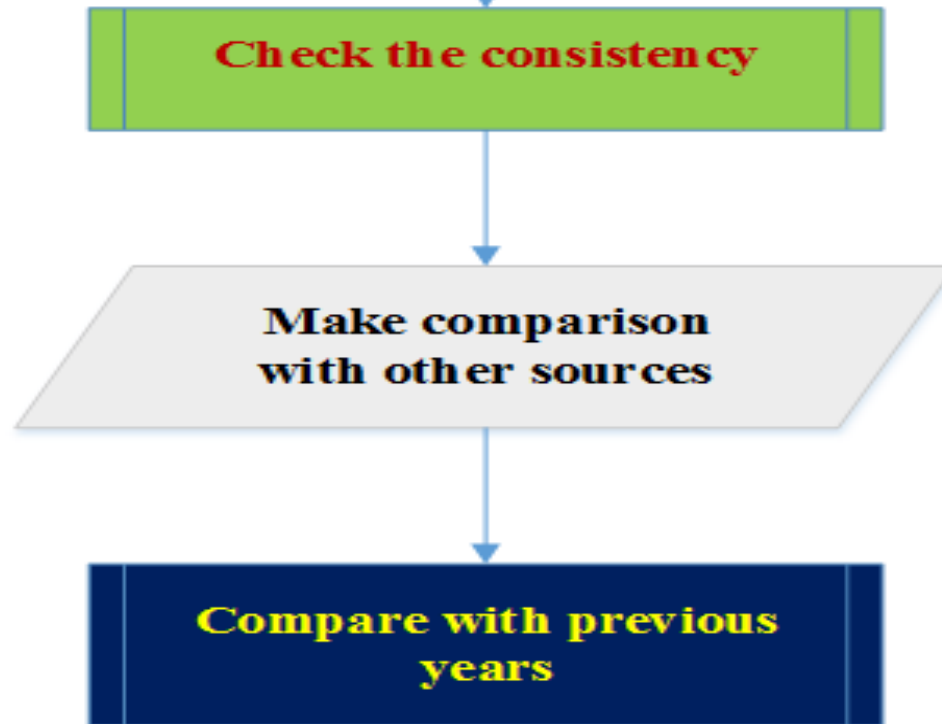 Check the consistency
Make comparison
with other sources
Compare with previous
years